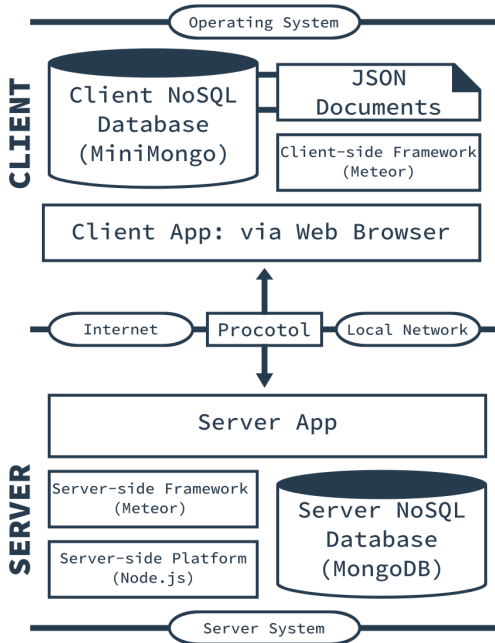 Operating System
CLIENT
Client NoSQL
Database
(MiniMongo)
JSON
Documents
Client-side Framework
(Meteor)
Client App: via Web Browser
Internet
Procotol
Local Network
SERVER
Server App
Server-side Framework
(Meteor)
Server-side Platform
(Node.js)
Server NoSQL
Database
(MongoDB)
Server System